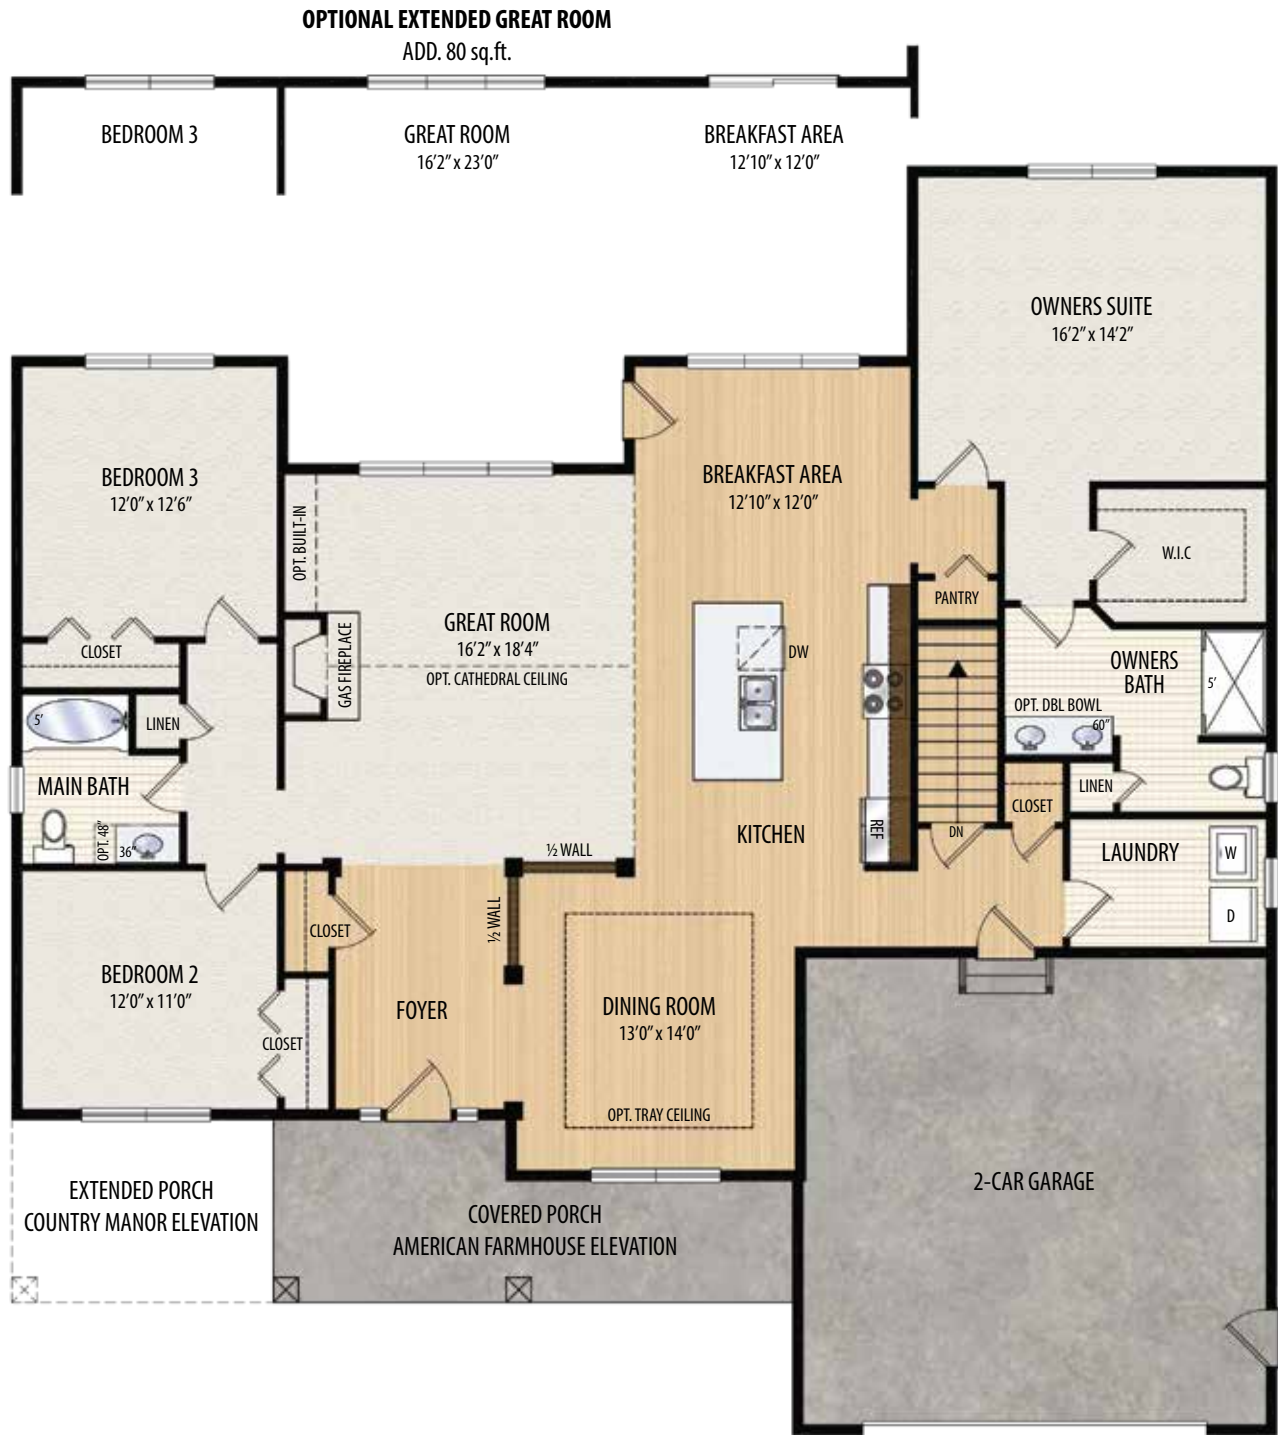 OPTIONAL EXTENDED GREAT ROOM
ADD. 80 sq.ft.
BEDROOM 3
GREAT ROOM
16'2" x 23'0"
BREAKFAST AREA
12'10" x 12'0"
OWNERS SUITE
16'2" x 14'2"
BEDROOM 3
12'0" x 12'6"
BREAKFAST AREA
12'10" x 12'0"
OPT. BUILT-IN
W.I.C
PANTRY
GREAT ROOM
16'2" x 18'4"
OPT. CATHEDRAL CEILING
GAS FIREPLACE
DW
CLOSET
OWNERS
BATH
5'
OPT. DBL BOWL
60"
5'
LINEN
MAIN BATH
OPT. 48"
36"
LINEN
CLOSET
KITCHEN
REF
DN
LAUNDRY
W
D
½ WALL
½ WALL
CLOSET
BEDROOM 2
12'0" x 11'0"
CLOSET
FOYER
DINING ROOM
13'0" x 14'0"
OPT. TRAY CEILING
2-CAR GARAGE
EXTENDED PORCH
COUNTRY MANOR ELEVATION
COVERED PORCH
AMERICAN FARMHOUSE ELEVATION